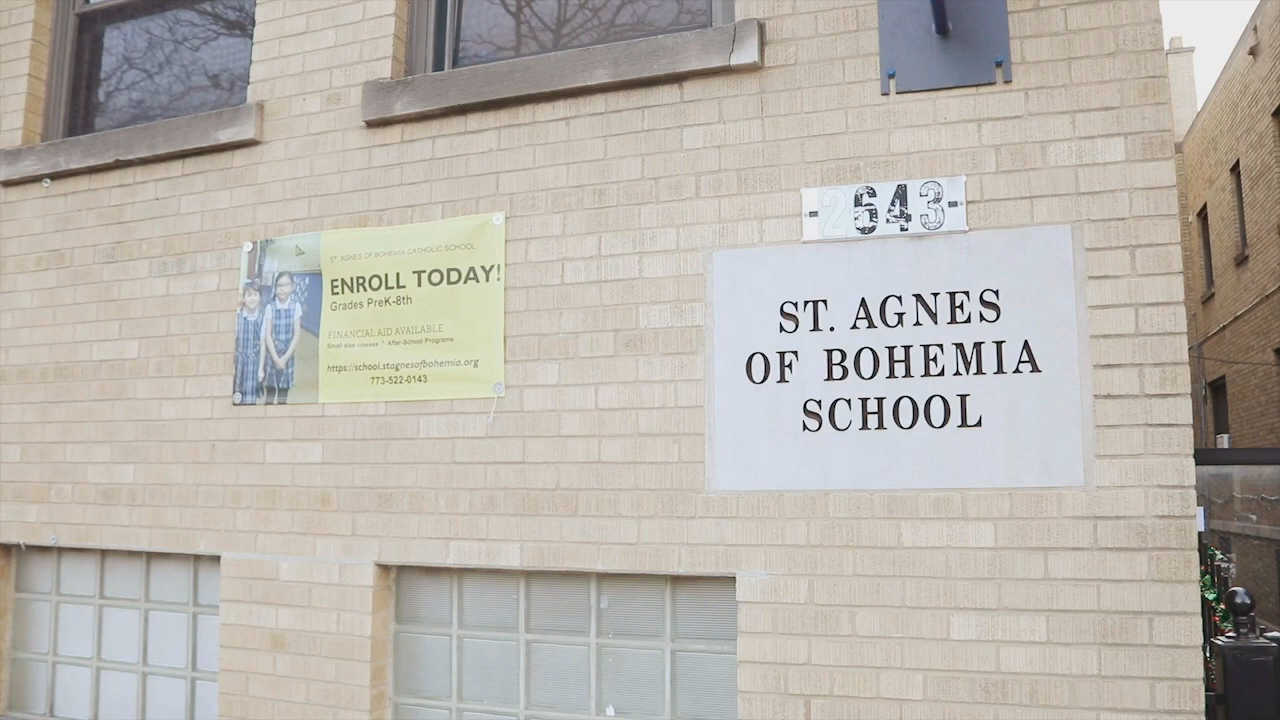 ST. AGNES OF BOHEMIA CATHOLIC SCHOOL
ENROLL TODAY!
Grades PreK-8th
FINANCIAL AID AVAILABLE
Small size classes * After-School Programs
https://school.stagnesofbohemia.org
773-522-0143
2643
ST. AGNES
OF BOHEMIA
SCHOOL